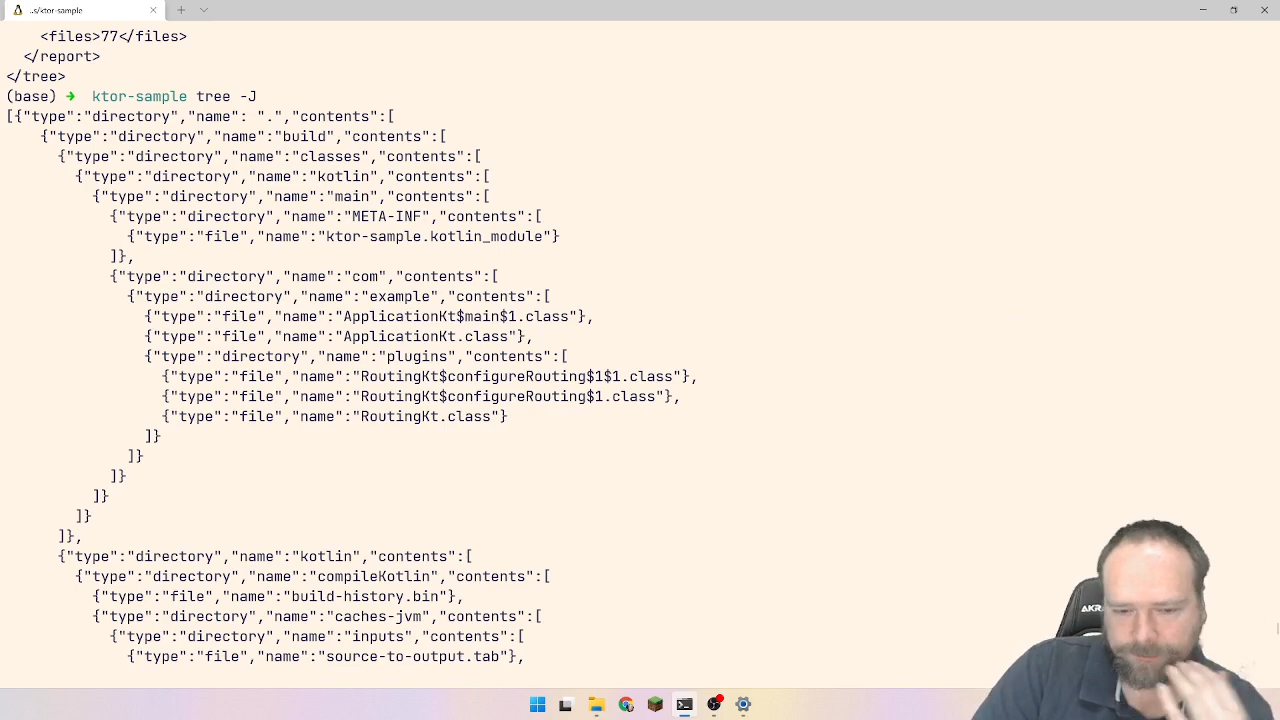 ../ktor-sample
<files>77</files>
</report>
</tree>
(base) → ktor-sample tree -J
[{"type":"directory","name": ".","contents":[
{"type":"directory","name":"build","contents":[
{"type":"directory","name":"classes","contents":[
{"type":"directory","name":"kotlin","contents":[
{"type":"directory","name":"main","contents":[
{"type":"directory","name":"META-INF","contents":[
{"type":"file","name":"ktor-sample.kotlin_module"}
]},
{"type":"directory","name":"com","contents":[
{"type":"directory","name":"example","contents":[
{"type":"file","name":"ApplicationKt$main$1.class"},
{"type":"file","name":"ApplicationKt.class"},
{"type":"directory","name":"plugins","contents":[
{"type":"file","name":"RoutingKt$configureRouting$1$1.class"},
{"type":"file","name":"RoutingKt$configureRouting$1.class"},
{"type":"file","name":"RoutingKt.class"}
]}
]}
]}
]}
]}
]},
{"type":"directory","name":"kotlin","contents":[
{"type":"directory","name":"compileKotlin","contents":[
{"type":"file","name":"build-history.bin"},
{"type":"directory","name":"caches-jvm","contents":[
{"type":"directory","name":"inputs","contents":[
{"type":"file","name":"source-to-output.tab"},